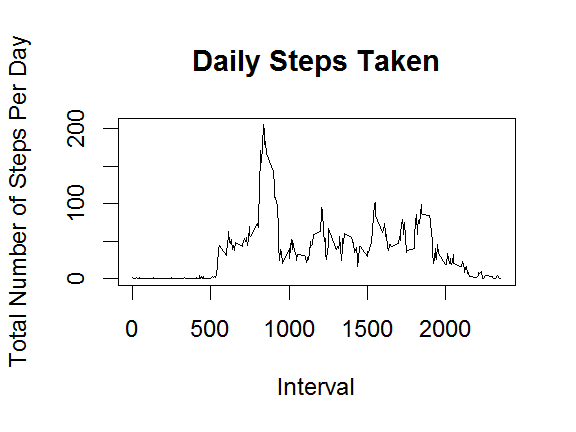 Daily Steps Taken
Total Number of Steps Per Day
200
100
0
0 500 1000 1500 2000
Interval